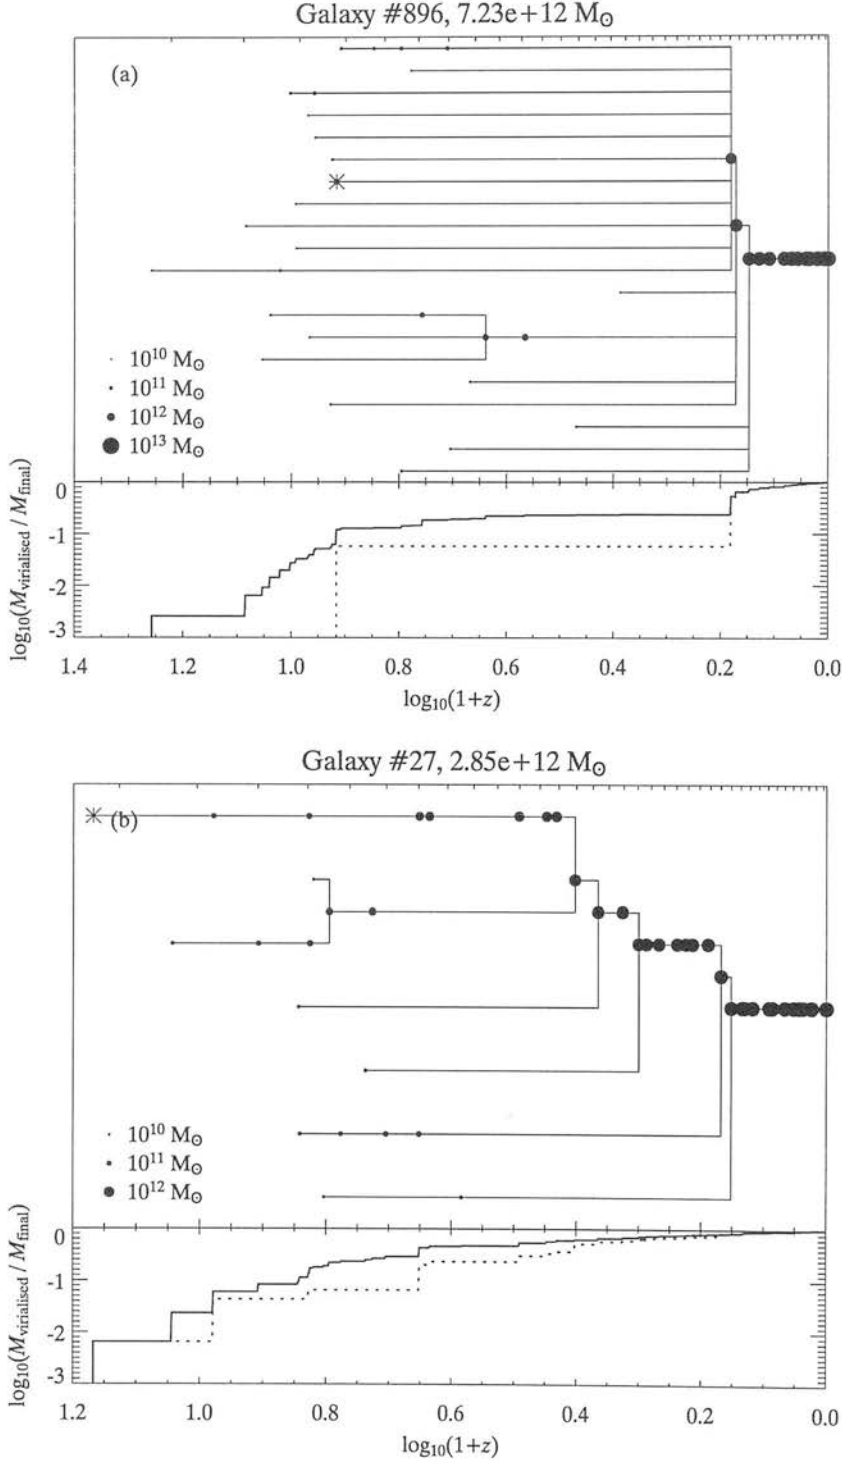 Galaxy #896, 7.23e+12 M⊙
(a)
10¹⁰ M⊙
10¹¹ M⊙
10¹² M⊙
10¹³ M⊙
log₁₀(M_virialised / M_final)
0
-1
-2
-3
1.4 1.2 1.0 0.8 0.6 0.4 0.2 0.0
log₁₀(1+z)
Galaxy #27, 2.85e+12 M⊙
(b)
10¹⁰ M⊙
10¹¹ M⊙
10¹² M⊙
log₁₀(M_virialised / M_final)
0
-1
-2
-3
1.2 1.0 0.8 0.6 0.4 0.2 0.0
log₁₀(1+z)